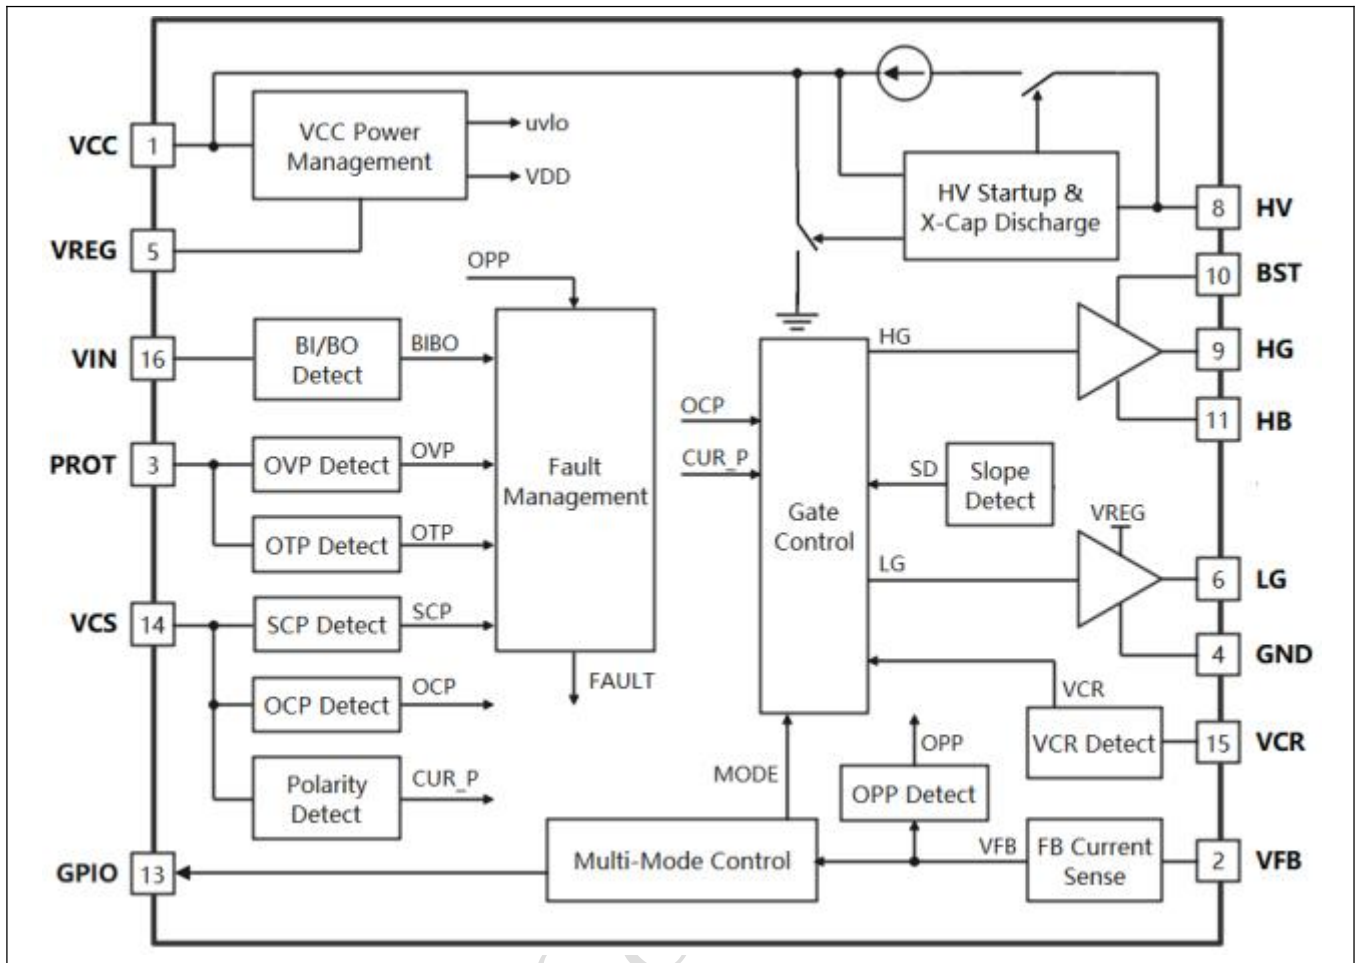 VCC
1
VCC Power
Management
uvlo
VDD
VREG
5
HV Startup &
X-Cap Discharge
8
HV
10
BST
OPP
VIN
16
BI/BO
Detect
BIBO
HG
9
HG
11
HB
PROT
3
OVP Detect
OVP
Fault
Management
OCP
CUR_P
Gate
Control
SD
Slope
Detect
OTP Detect
OTP
VREG
LG
6
LG
VCS
14
SCP Detect
SCP
4
GND
FAULT
OCP Detect
OCP
VCR
VCR Detect
15
VCR
Polarity
Detect
CUR_P
MODE
OPP
OPP Detect
GPIO
13
Multi-Mode Control
VFB
FB Current
Sense
2
VFB